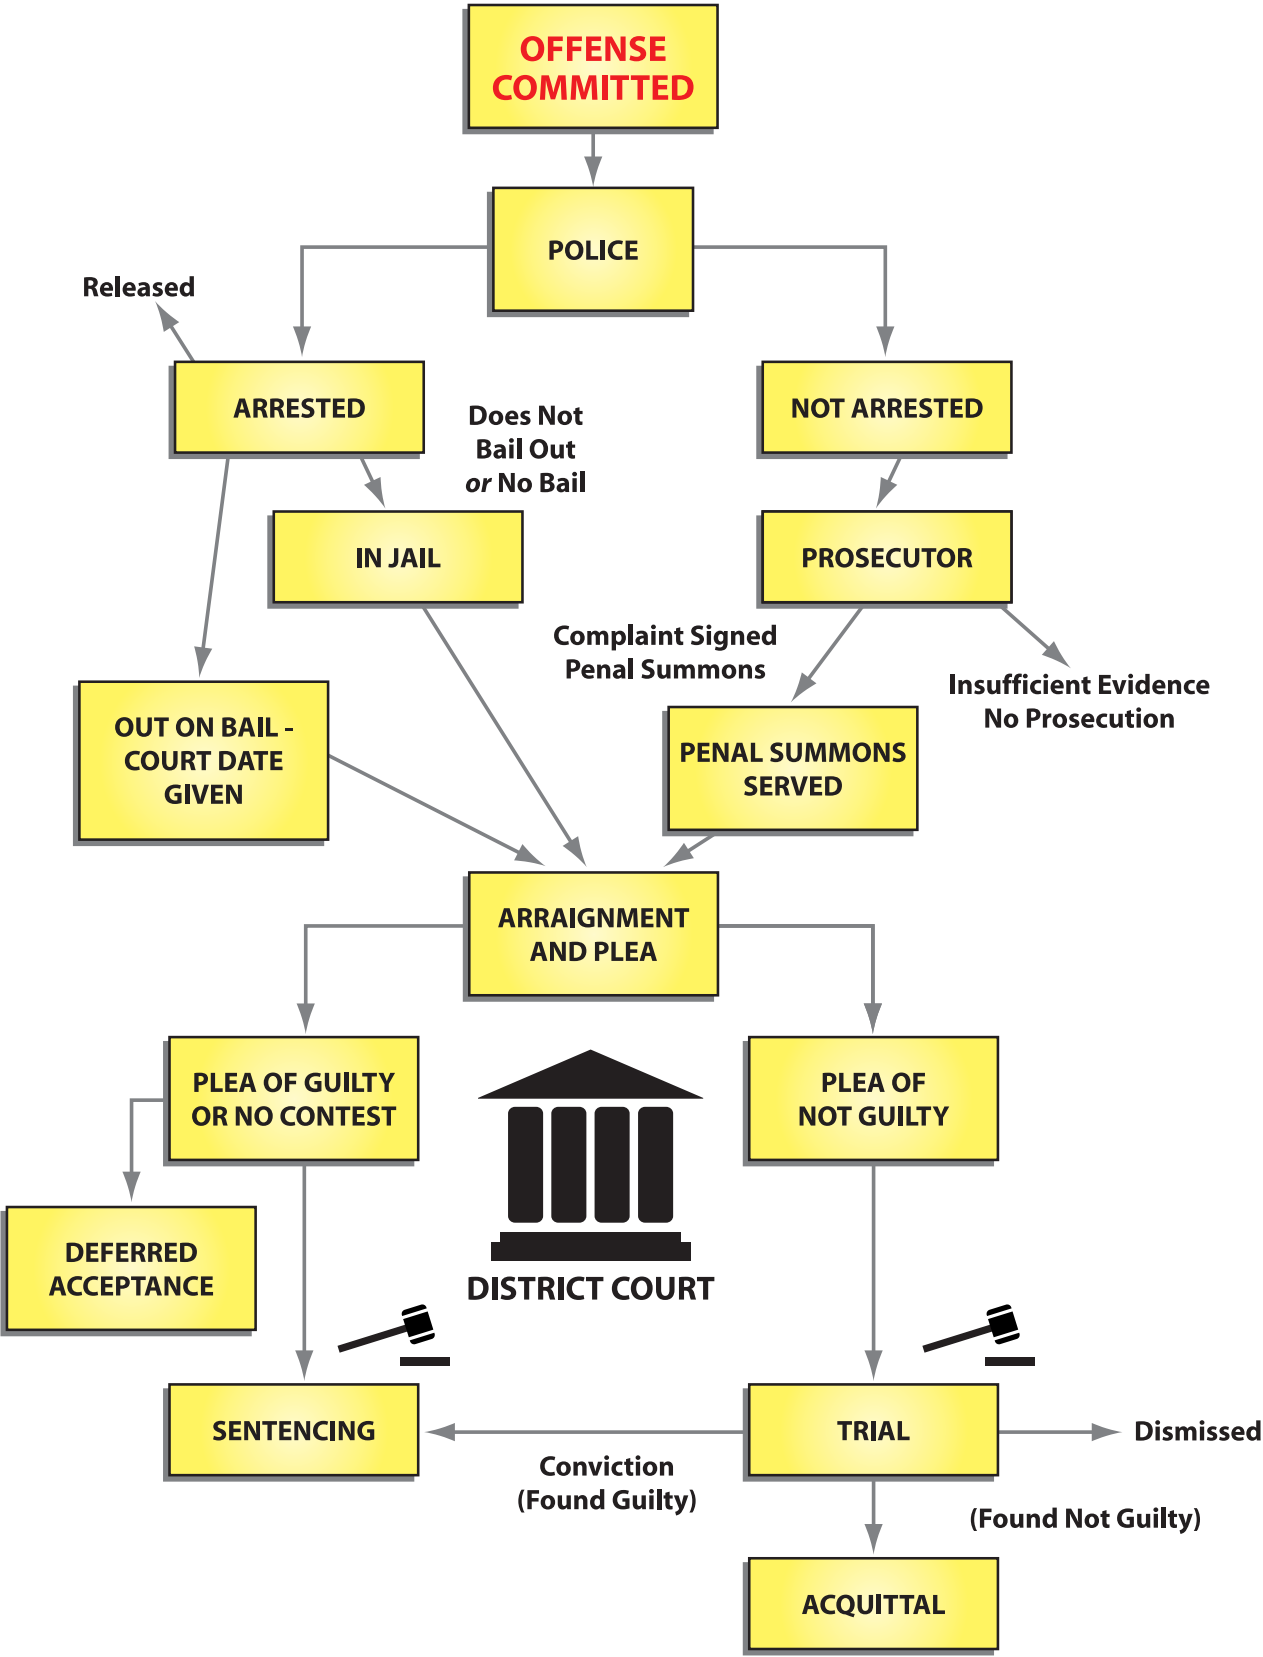 OFFENSE
COMMITTED
POLICE
Released
ARRESTED
Does Not
Bail Out
or No Bail
NOT ARRESTED
IN JAIL
PROSECUTOR
Complaint Signed
Penal Summons
Insufficient Evidence
No Prosecution
OUT ON BAIL -
COURT DATE
GIVEN
PENAL SUMMONS
SERVED
ARRAIGNMENT
AND PLEA
PLEA OF GUILTY
OR NO CONTEST
PLEA OF
NOT GUILTY
DEFERRED
ACCEPTANCE
DISTRICT COURT
SENTENCING
TRIAL
Dismissed
Conviction
(Found Guilty)
(Found Not Guilty)
ACQUITTAL